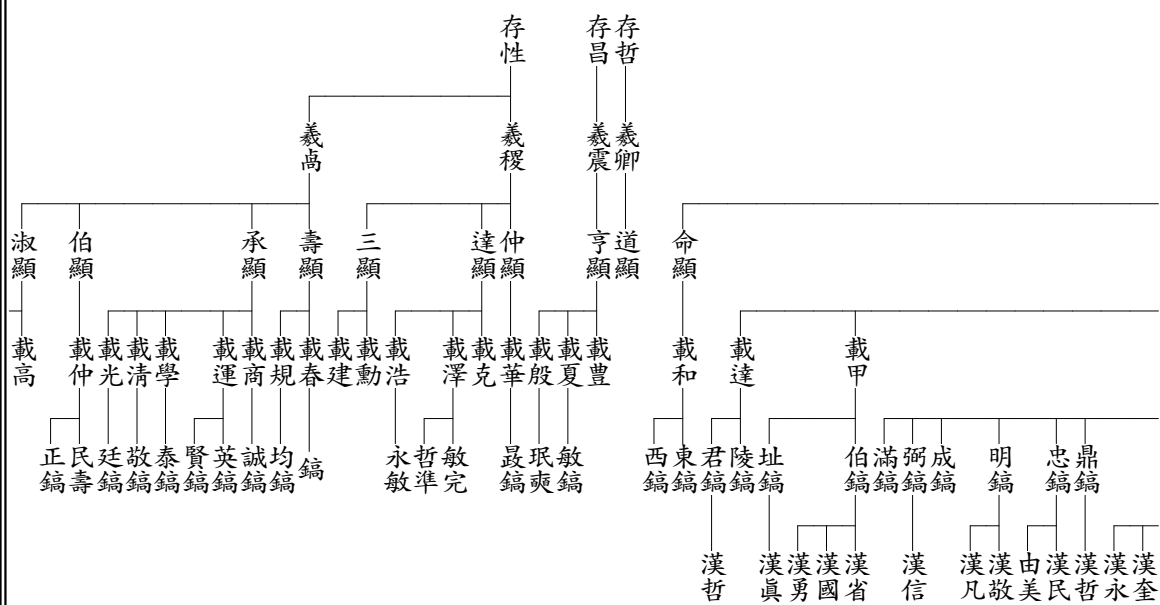 存哲
存昌
存性
羲卿
羲震
羲稷
羲卨
命顯
道顯
亨顯
仲顯
達顯
三顯
壽顯
承顯
伯顯
淑顯
載甲
載達
載和
載豊
載夏
載殷
載華
載克
載澤
載浩
載勳
載建
載春
載規
載商
載運
載學
載清
載光
載仲
載高
鼎鎬
忠鎬
明鎬
成鎬
弼鎬
滿鎬
伯鎬
址鎬
陵鎬
君鎬
東鎬
西鎬
敏鎬
珉爽
鎬
敏完
哲準
永敏
鎬
均鎬
誠鎬
英鎬
賢鎬
泰鎬
敬鎬
廷鎬
民壽
正鎬
漢奎
漢永
漢哲
漢民
由美
漢敬
漢凡
漢信
漢省
漢國
漢勇
漢眞
漢哲